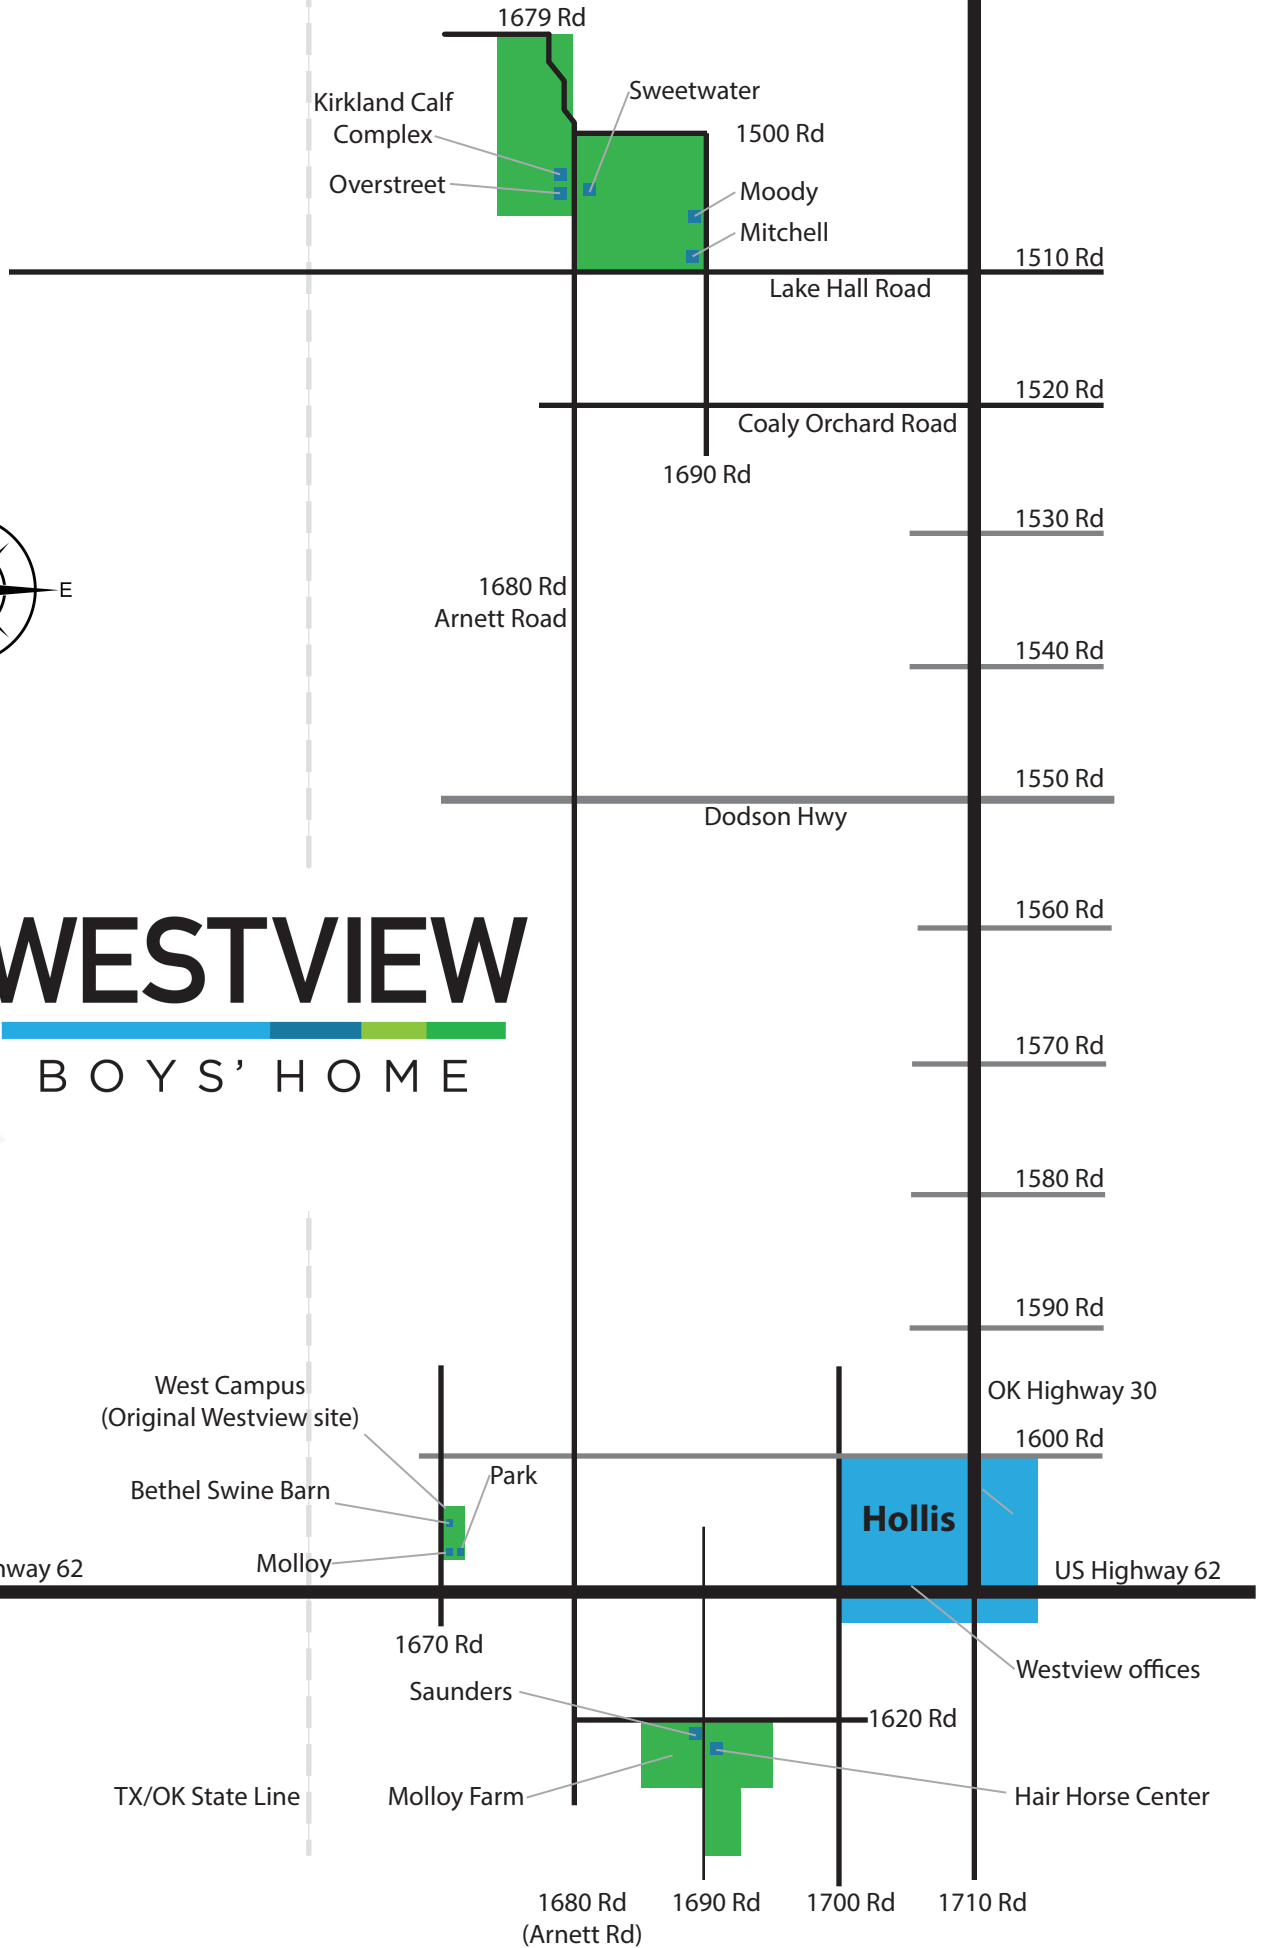 1679 Rd
Sweetwater
Kirkland Calf
Complex
1500 Rd
Overstreet
Moody
Mitchell
1510 Rd
Lake Hall Road
1520 Rd
Coaly Orchard Road
1690 Rd
1530 Rd
E
1680 Rd
Arnett Road
1540 Rd
1550 Rd
Dodson Hwy
1560 Rd
WESTVIEW
BOYS' HOME
1570 Rd
1580 Rd
1590 Rd
West Campus
(Original Westview site)
OK Highway 30
1600 Rd
Park
Bethel Swine Barn
Hollis
Molloy
hway 62
US Highway 62
1670 Rd
Westview offices
Saunders
1620 Rd
TX/OK State Line
Molloy Farm
Hair Horse Center
1680 Rd
(Arnett Rd)
1690 Rd
1700 Rd
1710 Rd